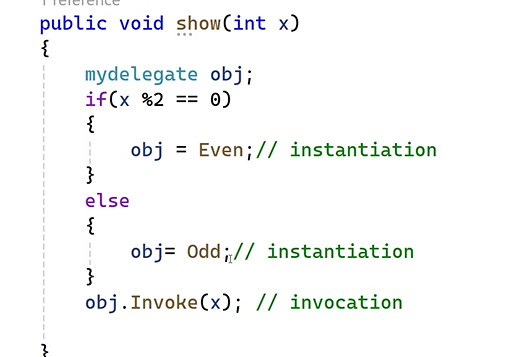 1 reference
public void show(int x)
{
mydelegate obj;
if(x %2 == 0)
{
obj = Even;// instantiation
}
else
{
obj= Odd;// instantiation
}
obj.Invoke(x); // invocation
}